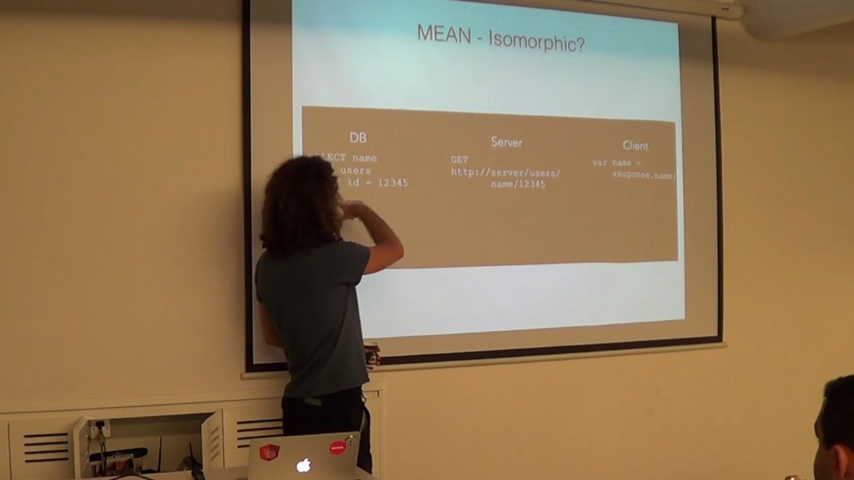 MEAN - Isomorphic?
DB
name
users
id = 12345
Server
GET
http://server/users/
name/12345
Client
var name =
response.name;